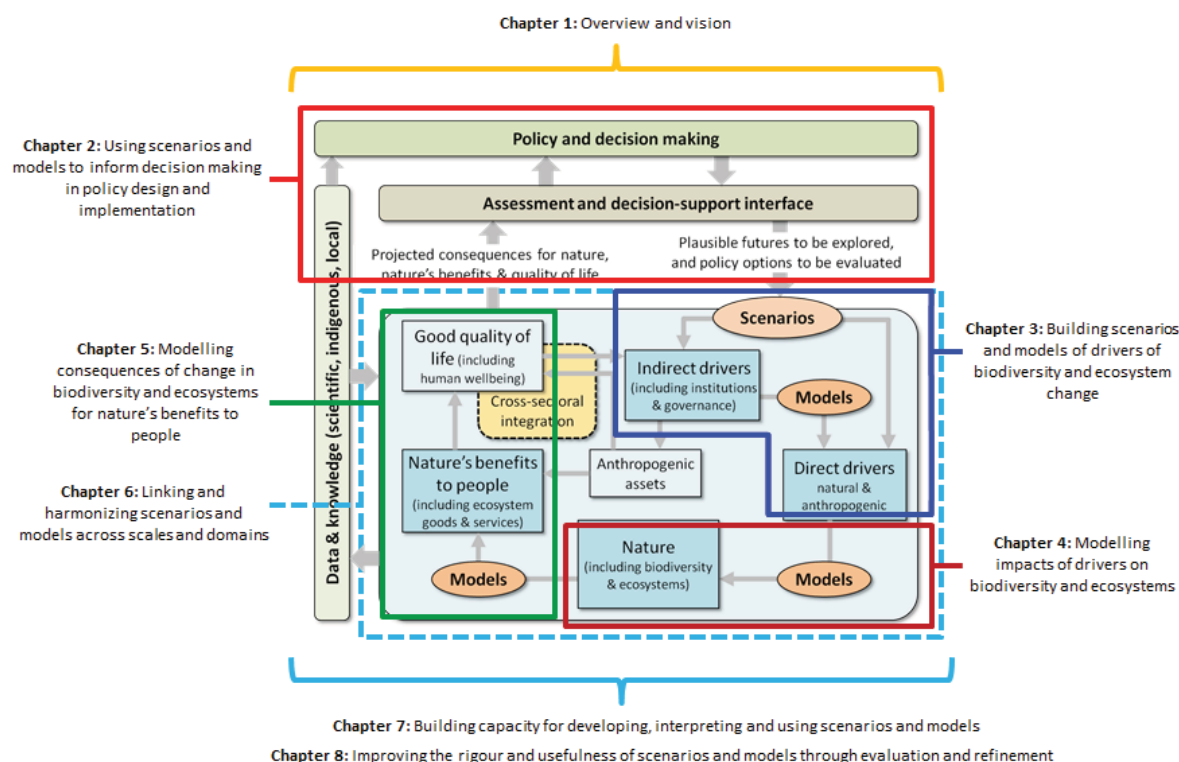 Chapter 1: Overview and vision
Chapter 2: Using scenarios and
models to inform decision making
in policy design and
implementation
Policy and decision making
Assessment and decision-support interface
Projected consequences for nature,
nature's benefits & quality of life
Plausible futures to be explored,
and policy options to be evaluated
Data & knowledge (scientific, indigenous, local)
Scenarios
Chapter 3: Building scenarios
and models of drivers of
biodiversity and ecosystem
change
Chapter 5: Modelling
consequences of change in
biodiversity and ecosystems
for nature's benefits to
people
Good quality of
life (including
human wellbeing)
Cross-sectoral
integration
Indirect drivers
(including institutions
& governance)
Models
Nature's benefits
to people
(including ecosystem
goods & services)
Anthropogenic
assets
Direct drivers
natural &
anthropogenic
Chapter 6: Linking and
harmonizing scenarios and
models across scales and domains
Nature
(including biodiversity
& ecosystems)
Models
Models
Chapter 4: Modelling
impacts of drivers on
biodiversity and ecosystems
Chapter 7: Building capacity for developing, interpreting and using scenarios and models
Chapter 8: Improving the rigour and usefulness of scenarios and models through evaluation and refinement